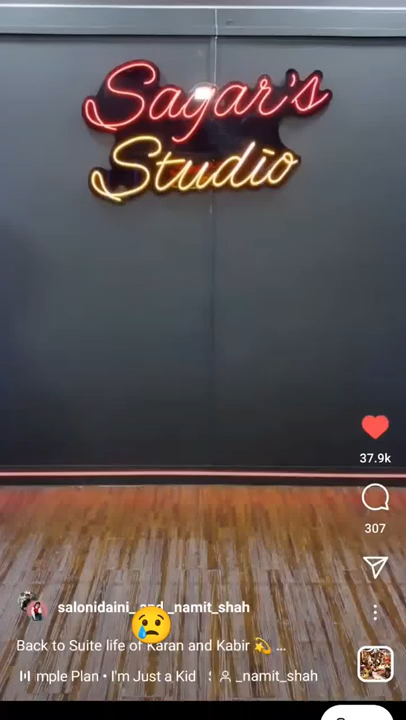 Sagar's
Studio
37.9k
307
salonidaini_ and _namit_shah
Back to Suite life of Karan and Kabir 💫 ...
mple Plan • I'm Just a Kid
_namit_shah